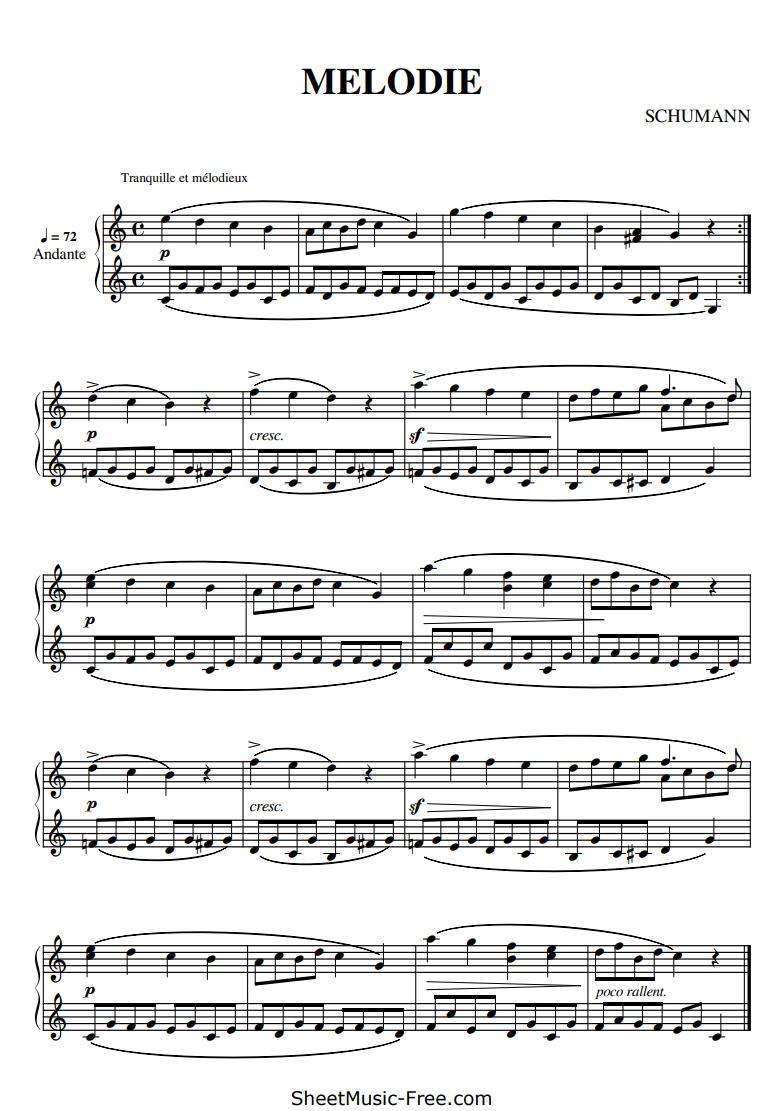 MELODIE
SCHUMANN
Tranquille et mélodieux
♩ = 72
Andante
p
p
cresc.
sf
p
p
cresc.
sf
p
poco rallent.
SheetMusic-Free.com